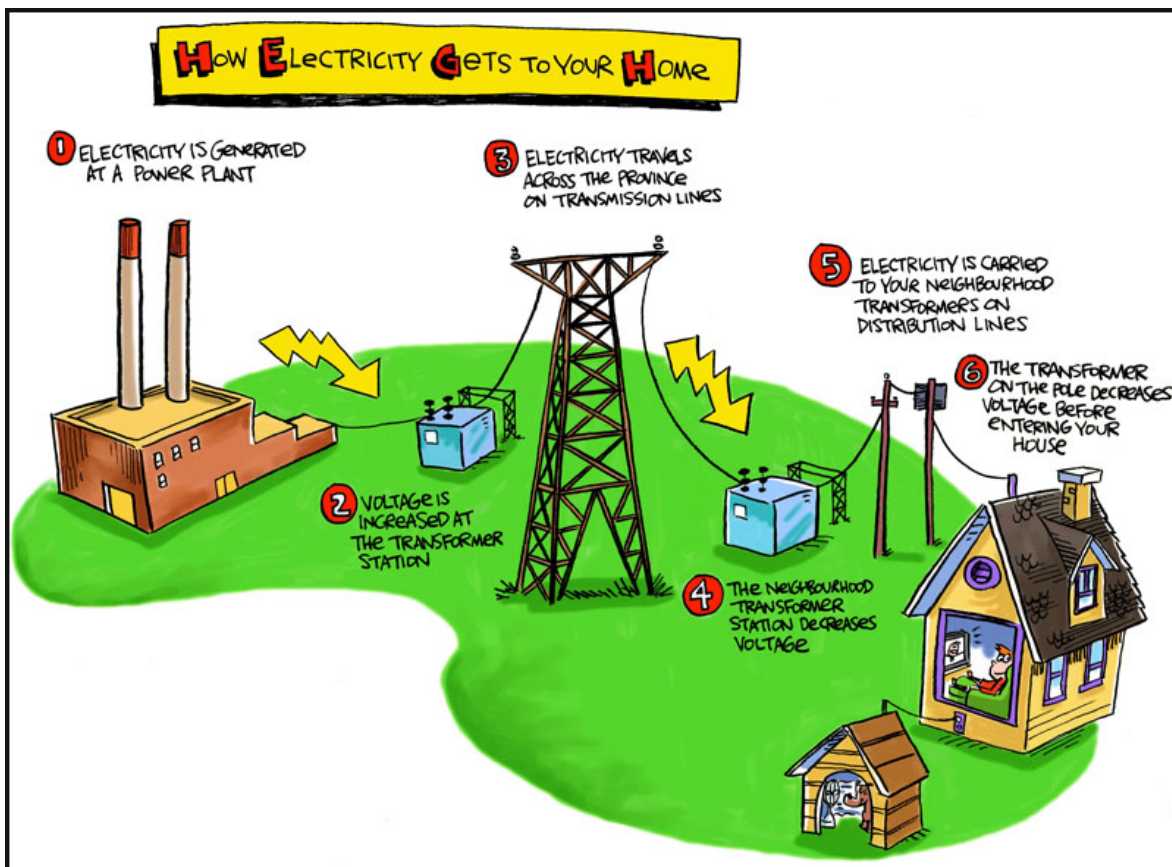 How Electricity Gets to Your Home
1 ELECTRICITY IS GENERATED
AT A POWER PLANT
2 VOLTAGE IS
INCREASED AT
THE TRANSFORMER
STATION
3 ELECTRICITY TRAVELS
ACROSS THE PROVINCE
ON TRANSMISSION LINES
4 THE NEIGHBOURHOOD
TRANSFORMER
STATION DECREASES
VOLTAGE
5 ELECTRICITY IS CARRIED
TO YOUR NEIGHBOURHOOD
TRANSFORMERS ON
DISTRIBUTION LINES
6 THE TRANSFORMER
ON THE POLE DECREASES
VOLTAGE BEFORE
ENTERING YOUR
HOUSE